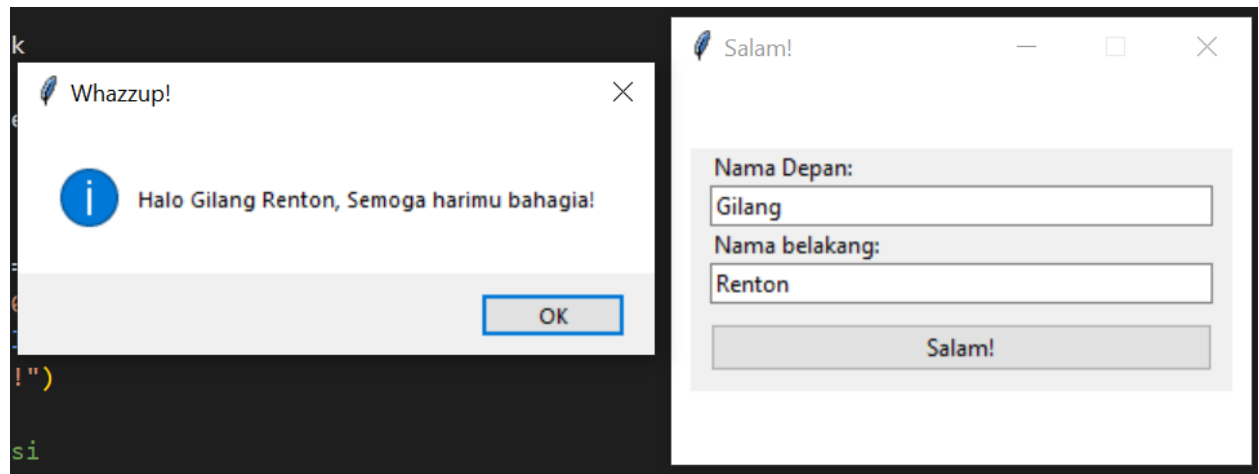 k
Whazzup!
Halo Gilang Renton, Semoga harimu bahagia!
OK
!")
si
Salam!
Nama Depan:
Gilang
Nama belakang:
Renton
Salam!